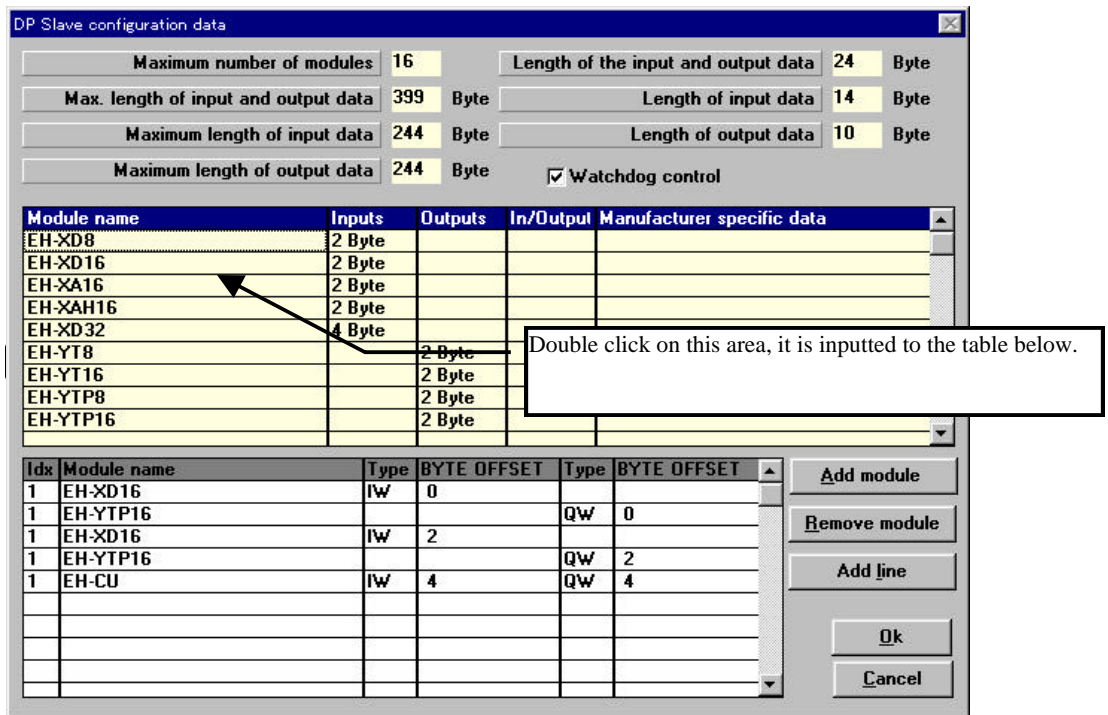 DP Slave configuration data
Maximum number of modules 16 Length of the input and output data 24 Byte
Max. length of input and output data 399 Byte Length of input data 14 Byte
Maximum length of input data 244 Byte Length of output data 10 Byte
Maximum length of output data 244 Byte Watchdog control
Module name Inputs Outputs In/Output Manufacturer specific data
EH-XD8 2 Byte
EH-XD16 2 Byte
EH-XA16 2 Byte
EH-XAH16 2 Byte
EH-XD32 4 Byte
EH-YT8 2 Byte
EH-YT16 2 Byte
EH-YTP8 2 Byte
EH-YTP16 2 Byte
Double click on this area, it is inputted to the table below.
Idx Module name Type BYTE OFFSET Type BYTE OFFSET
1 EH-XD16 IW 0
1 EH-YTP16 QW 0
1 EH-XD16 IW 2
1 EH-YTP16 QW 2
1 EH-CU IW 4 QW 4
Add module
Remove module
Add line
Ok
Cancel